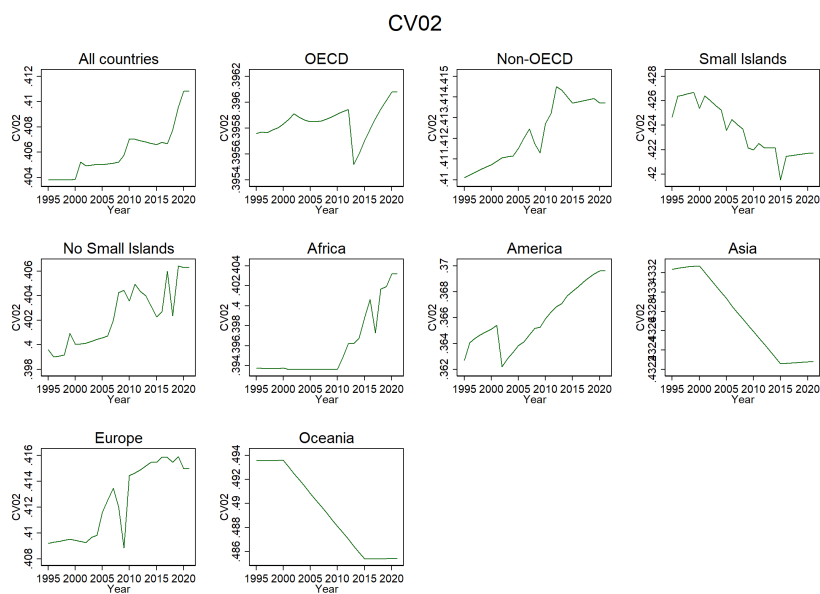 CV02
All countries
CV02
.404 .406 .408 .41 .412
1995 2000 2005 2010 2015 2020
Year
OECD
CV02
.3954 .3956 .3958 .396 .3962
1995 2000 2005 2010 2015 2020
Year
Non-OECD
CV02
.41 .411 .412 .413 .414 .415
1995 2000 2005 2010 2015 2020
Year
Small Islands
CV02
.42 .422 .424 .426 .428
1995 2000 2005 2010 2015 2020
Year
No Small Islands
CV02
.398 .4 .402 .404 .406
1995 2000 2005 2010 2015 2020
Year
Africa
CV02
.394 .396 .398 .4 .402 .404
1995 2000 2005 2010 2015 2020
Year
America
CV02
.362 .364 .366 .368 .37
1995 2000 2005 2010 2015 2020
Year
Asia
CV02
.4322 .4324 .4326 .4328 .433 .4332
1995 2000 2005 2010 2015 2020
Year
Europe
CV02
.408 .41 .412 .414 .416
1995 2000 2005 2010 2015 2020
Year
Oceania
CV02
.486 .488 .49 .492 .494
1995 2000 2005 2010 2015 2020
Year